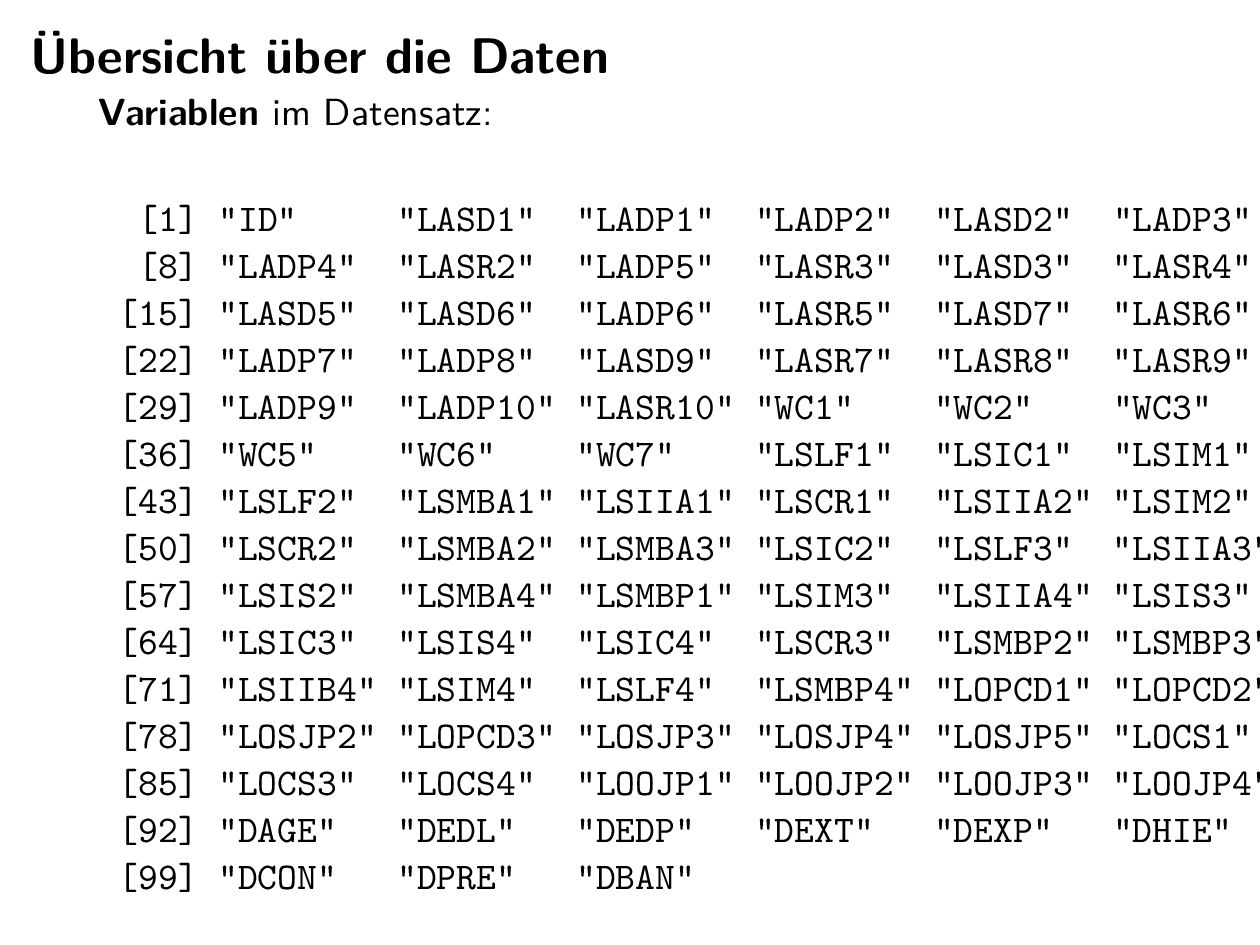 Übersicht über die Daten
Variablen im Datensatz:
[1] "ID" "LASD1" "LADP1" "LADP2" "LASD2" "LADP3"
[8] "LADP4" "LASR2" "LADP5" "LASR3" "LASD3" "LASR4"
[15] "LASD5" "LASD6" "LADP6" "LASR5" "LASD7" "LASR6"
[22] "LADP7" "LADP8" "LASD9" "LASR7" "LASR8" "LASR9"
[29] "LADP9" "LADP10" "LASR10" "WC1" "WC2" "WC3"
[36] "WC5" "WC6" "WC7" "LSLF1" "LSIC1" "LSIM1"
[43] "LSLF2" "LSMBA1" "LSIIA1" "LSCR1" "LSIIA2" "LSIM2"
[50] "LSCR2" "LSMBA2" "LSMBA3" "LSIC2" "LSLF3" "LSIIA3"
[57] "LSIS2" "LSMBA4" "LSMBP1" "LSIM3" "LSIIA4" "LSIS3"
[64] "LSIC3" "LSIS4" "LSIC4" "LSCR3" "LSMBP2" "LSMBP3"
[71] "LSIIB4" "LSIM4" "LSLF4" "LSMBP4" "LOPCD1" "LOPCD2"
[78] "LOSJP2" "LOPCD3" "LOSJP3" "LOSJP4" "LOSJP5" "LOCS1"
[85] "LOCS3" "LOCS4" "LOOJP1" "LOOJP2" "LOOJP3" "LOOJP4"
[92] "DAGE" "DEDL" "DEDP" "DEXT" "DEXP" "DHIE"
[99] "DCON" "DPRE" "DBAN"